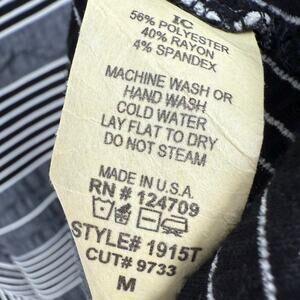 IC
56% POLYESTER
40% RAYON
4% SPANDEX
MACHINE WASH OR
HAND WASH
COLD WATER
LAY FLAT TO DRY
DO NOT STEAM
MADE IN U.S.A.
RN # 124709
STYLE# 1915T
CUT# 9733
M